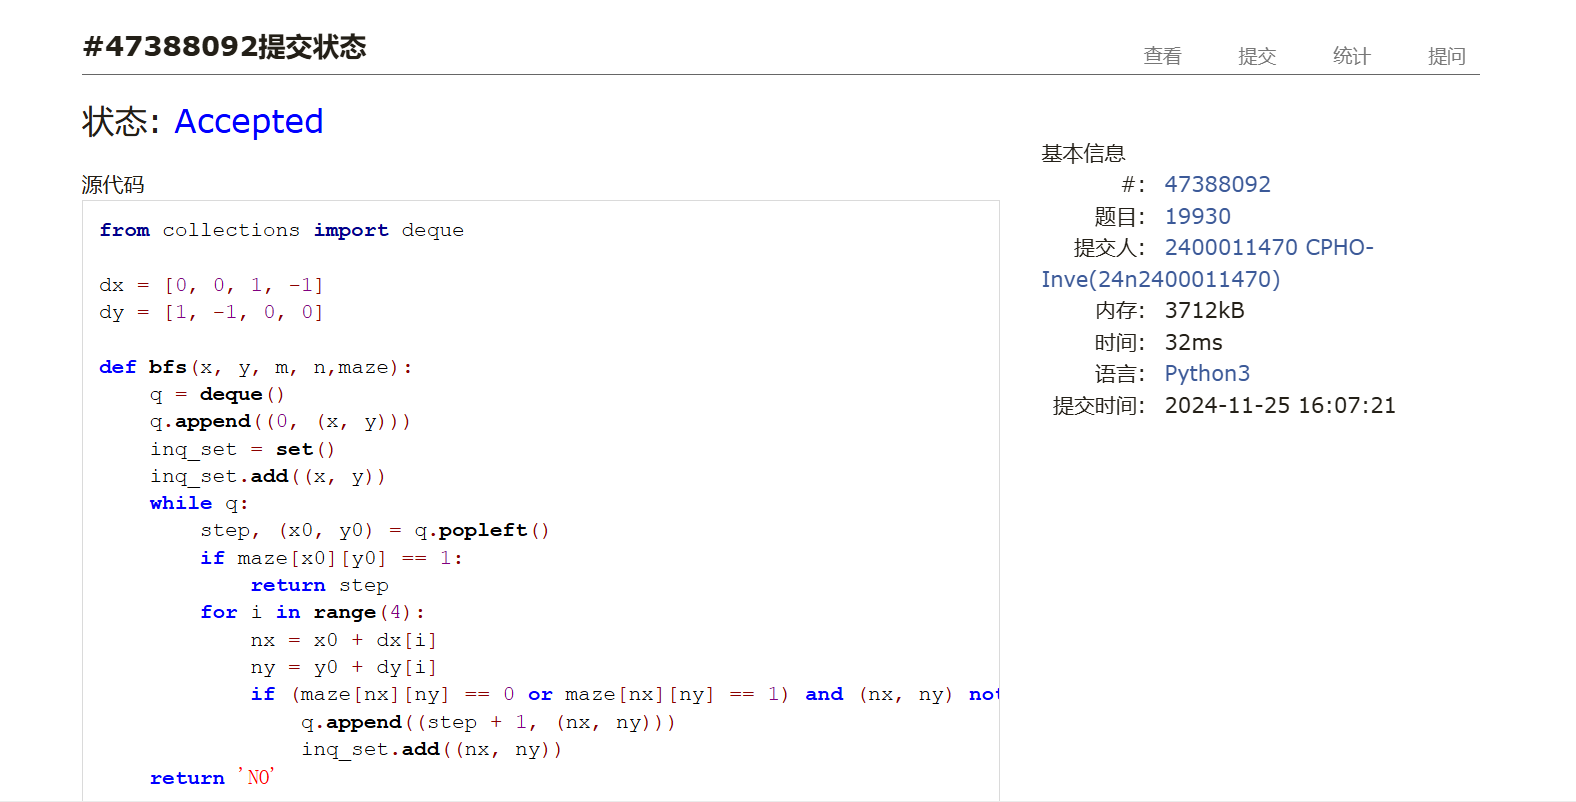 #47388092提交状态
查看 提交 统计 提问
状态: Accepted
源代码
from collections import deque
dx = [0, 0, 1, -1]
dy = [1, -1, 0, 0]
def bfs(x, y, m, n,maze):
    q = deque()
    q.append((0, (x, y)))
    inq_set = set()
    inq_set.add((x, y))
    while q:
        step, (x0, y0) = q.popleft()
        if maze[x0][y0] == 1:
            return step
        for i in range(4):
            nx = x0 + dx[i]
            ny = y0 + dy[i]
            if (maze[nx][ny] == 0 or maze[nx][ny] == 1) and (nx, ny) not
                q.append((step + 1, (nx, ny)))
                inq_set.add((nx, ny))
    return 'NO'
基本信息
#: 47388092
题目: 19930
提交人: 2400011470 CPHO-
Inve(24n2400011470)
内存: 3712kB
时间: 32ms
语言: Python3
提交时间: 2024-11-25 16:07:21